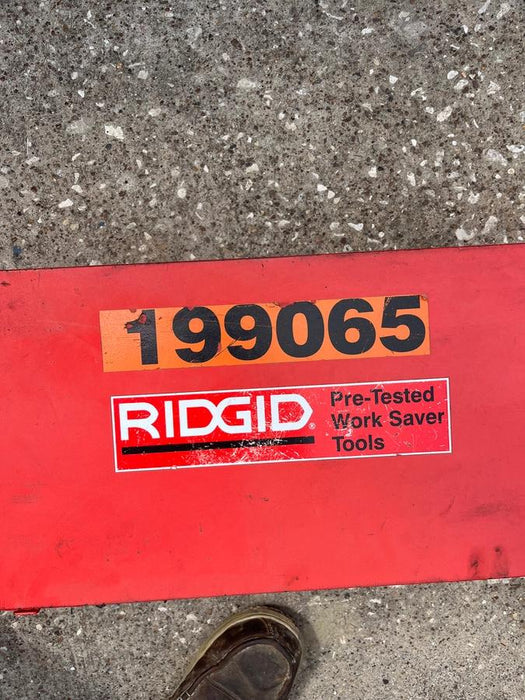 199065
RIDGID®
Pre-Tested
Work Saver
Tools